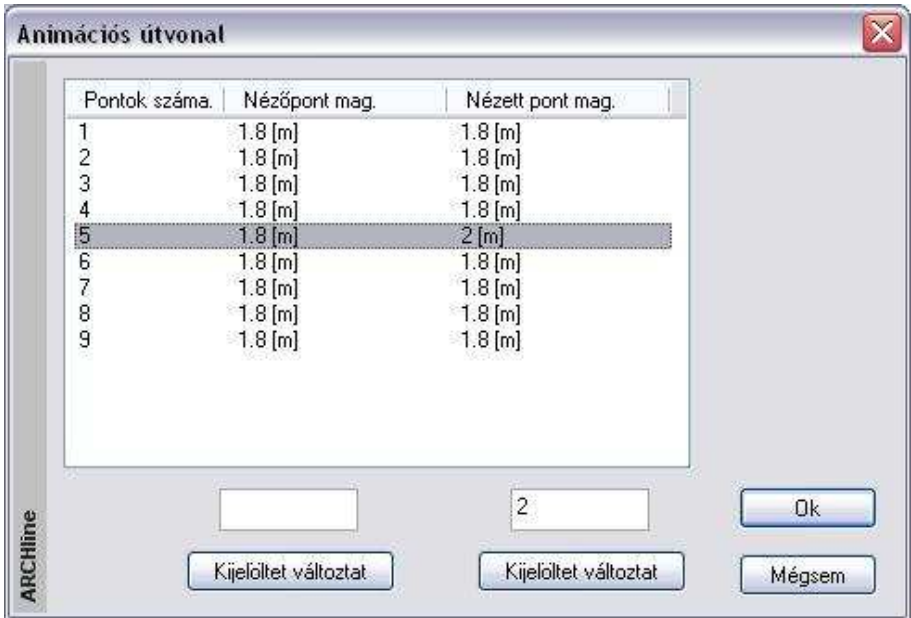 Animációs útvonal
Pontok száma. Nézőpont mag. Nézett pont mag.
1 1.8 [m] 1.8 [m]
2 1.8 [m] 1.8 [m]
3 1.8 [m] 1.8 [m]
4 1.8 [m] 1.8 [m]
5 1.8 [m] 2 [m]
6 1.8 [m] 1.8 [m]
7 1.8 [m] 1.8 [m]
8 1.8 [m] 1.8 [m]
9 1.8 [m] 1.8 [m]
2 Ok
Kijelöltet változtat Kijelöltet változtat Mégsem
ARCHline